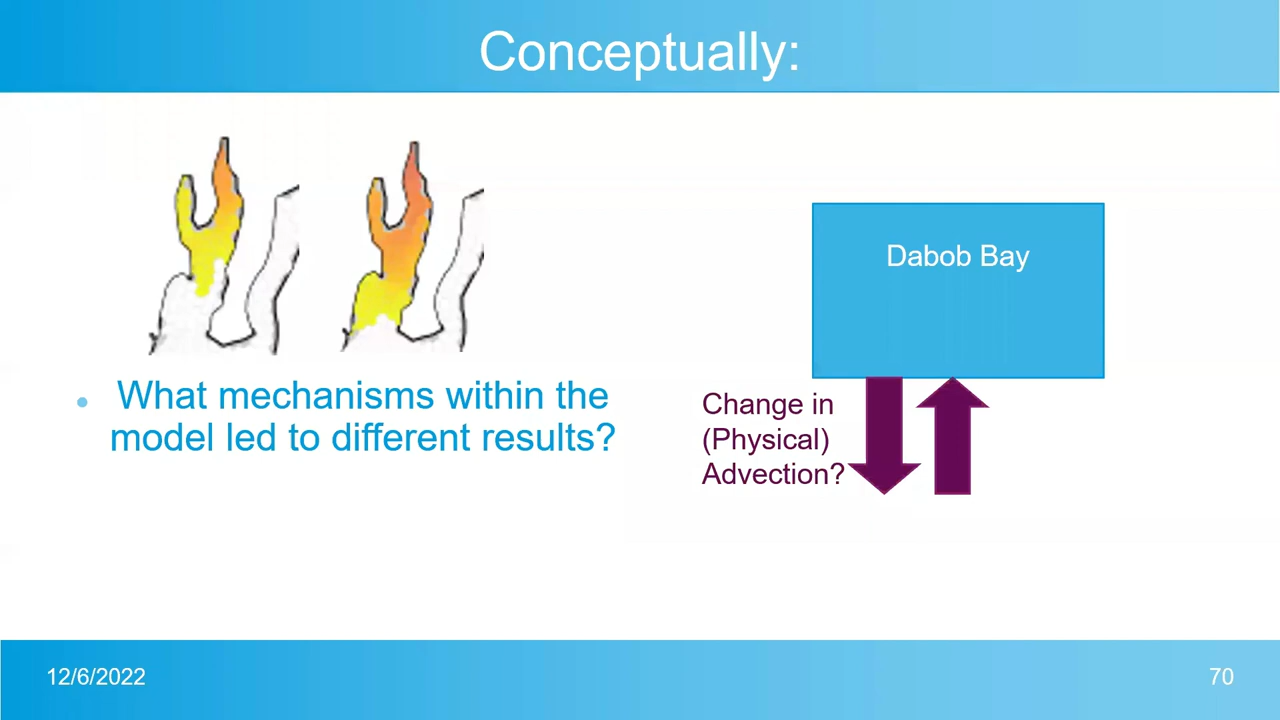 Conceptually:
What mechanisms within the
model led to different results?
Dabob Bay
Change in
(Physical)
Advection?
12/6/2022
70